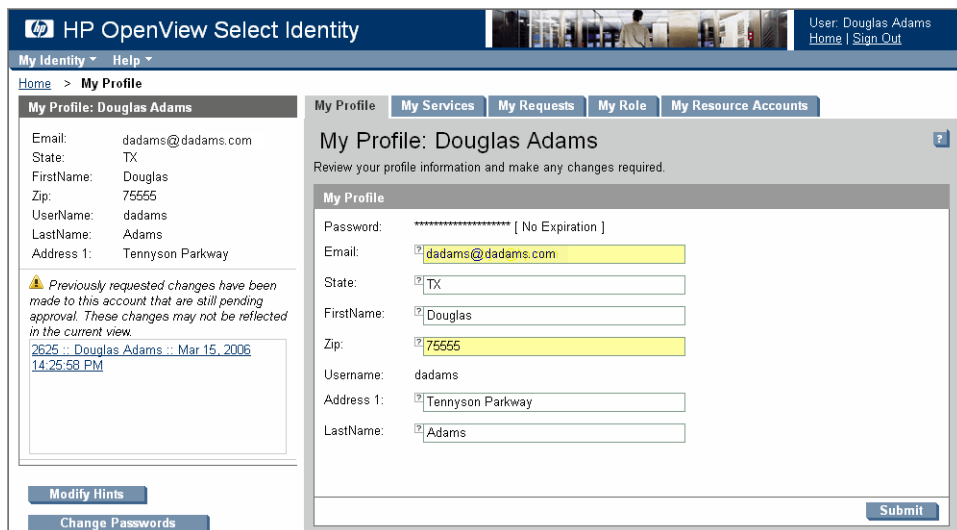 hp HP OpenView Select Identity
User: Douglas Adams
Home | Sign Out
My Identity Help
Home > My Profile
My Profile: Douglas Adams
Email: dadams@dadams.com
State: TX
FirstName: Douglas
Zip: 75555
UserName: dadams
LastName: Adams
Address 1: Tennyson Parkway
Previously requested changes have been
made to this account that are still pending
approval. These changes may not be reflected
in the current view.
2625 :: Douglas Adams :: Mar 15, 2006
14:25:58 PM
Modify Hints
Change Passwords
My Profile My Services My Requests My Role My Resource Accounts
My Profile: Douglas Adams ?
Review your profile information and make any changes required.
My Profile
Password: ******************** [ No Expiration ]
Email: ? dadams@dadams.com
State: ? TX
FirstName: ? Douglas
Zip: ? 75555
Username: dadams
Address 1: ? Tennyson Parkway
LastName: ? Adams
Submit